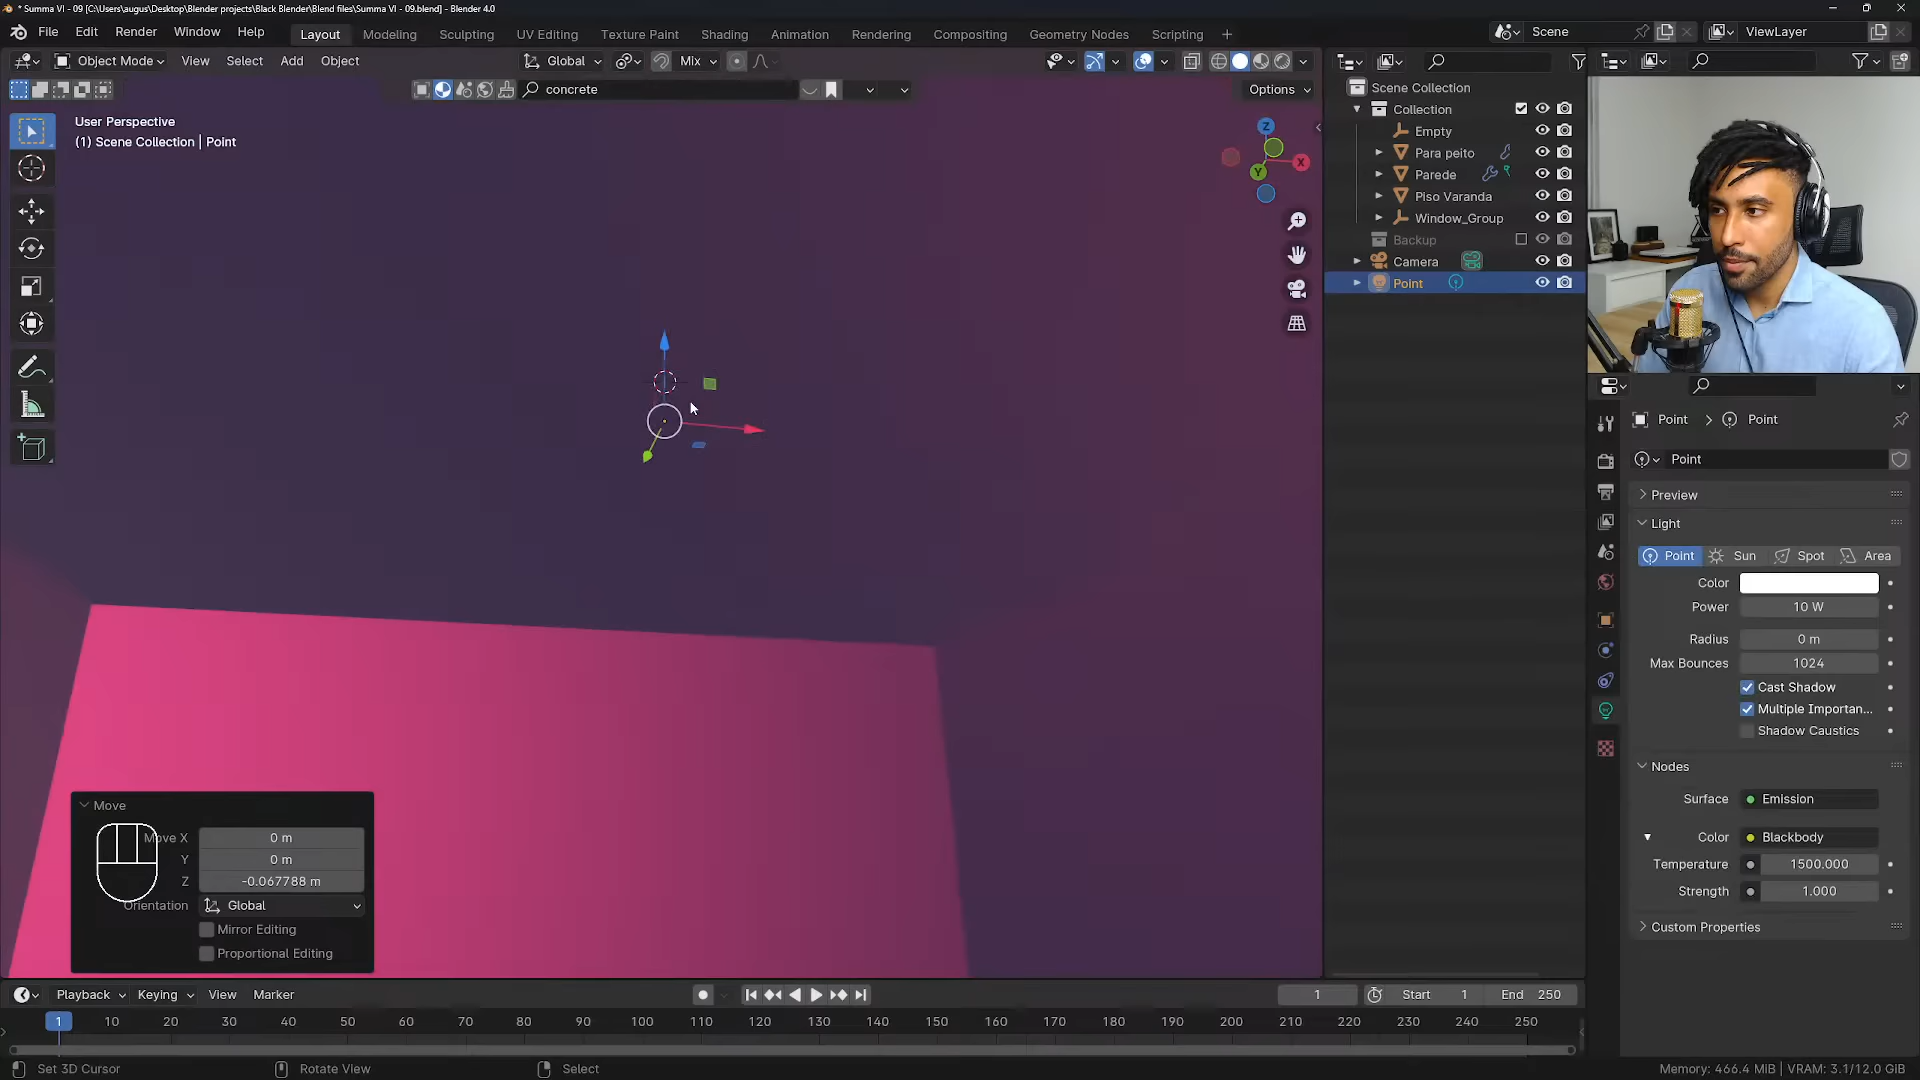 * Summa VI - 09 [C:\Users\augus\Desktop\Blender projects\Black Blender\Blend files\Summa VI - 09.blend] - Blender 4.0
File Edit Render Window Help
Layout Modeling Sculpting UV Editing Texture Paint Shading Animation Rendering Compositing Geometry Nodes Scripting +
Scene
ViewLayer
Object Mode View Select Add Object
Global
Mix
concrete
Options
User Perspective
(1) Scene Collection | Point
Z
X
Y
Scene Collection
Collection
Empty
Para peito
Parede
Piso Varanda
Window_Group
Backup
Camera
Point
Point > Point
Point
Preview
Light
Point Sun Spot Area
Color
Power 10 W
Radius 0 m
Max Bounces 1024
Cast Shadow
Multiple Importan...
Shadow Caustics
Nodes
Surface Emission
Color Blackbody
Temperature 1500.000
Strength 1.000
Custom Properties
Move
Move X 0 m
Y 0 m
Z -0.067788 m
Orientation Global
Mirror Editing
Proportional Editing
Playback Keying View Marker
1
Start 1 End 250
1 10 20 30 40 50 60 70 80 90 100 110 120 130 140 150 160 170 180 190 200 210 220 230 240 250
Set 3D Cursor Rotate View Select
Memory: 466.4 MiB | VRAM: 3.1/12.0 GiB